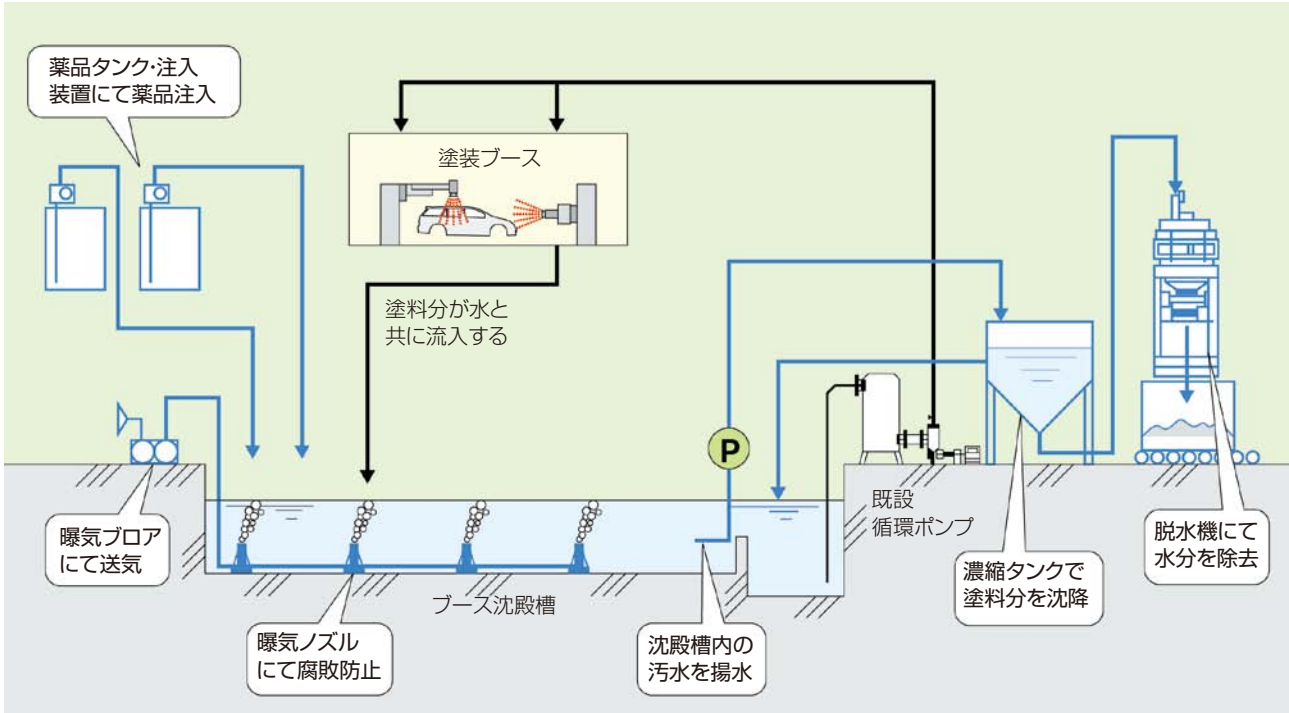 薬品タンク・注入
装置にて薬品注入
塗装ブース
塗料分が水と
共に流入する
P
曝気ブロア
にて送気
既設
循環ポンプ
脱水機にて
水分を除去
濃縮タンクで
塗料分を沈降
ブース沈殿槽
曝気ノズル
にて腐敗防止
沈殿槽内の
汚水を揚水